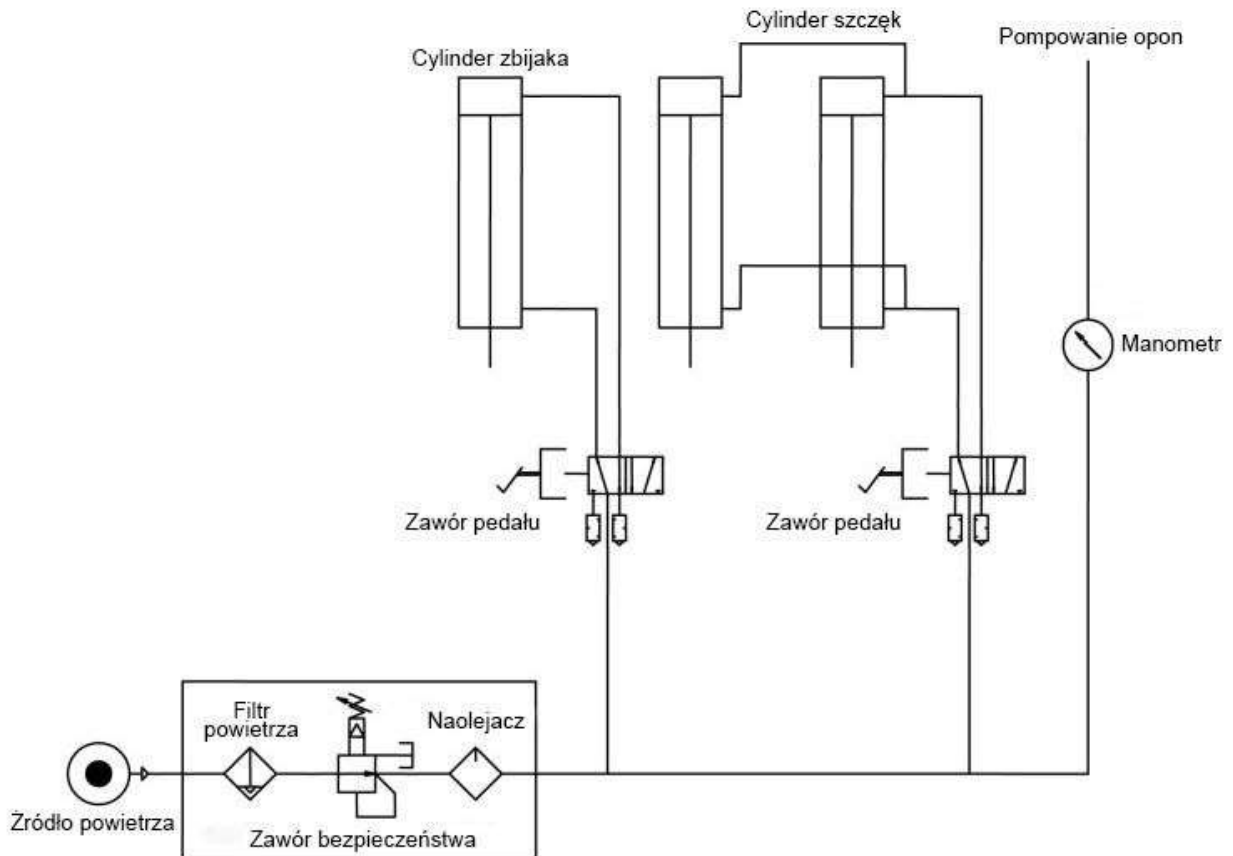 Cylinder szczęk
Pompowanie opon
Cylinder zbijaka
Manometr
Zawór pedału
Zawór pedału
Filtr
powietrza
Naolejacz
Źródło powietrza
Zawór bezpieczeństwa